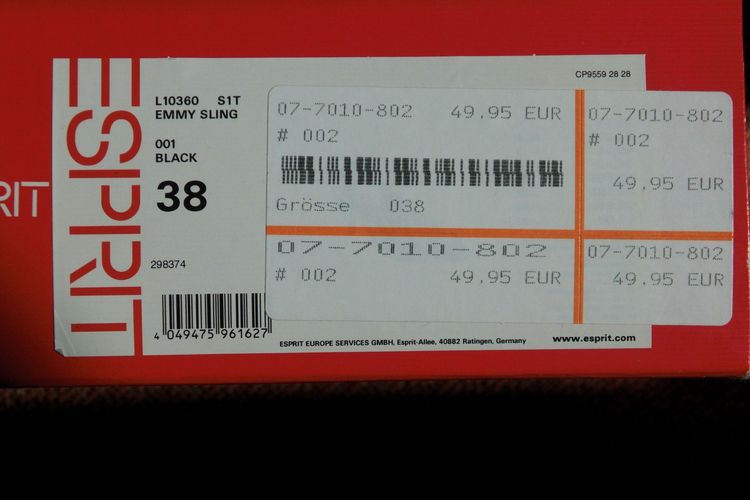 CP9559 28 28
ESPRIT
L10360 S1T
EMMY SLING
001
BLACK
38
298374
4 049475 961627
07-7010-802 49.95 EUR
# 002
Grösse 038
07-7010-802
# 002
49.95 EUR
07-7010-802
# 002 49.95 EUR
07-7010-802
49.95 EUR
RIT
ESPRIT EUROPE SERVICES GMBH, Esprit-Allee, 40882 Ratingen, Germany
www.esprit.com